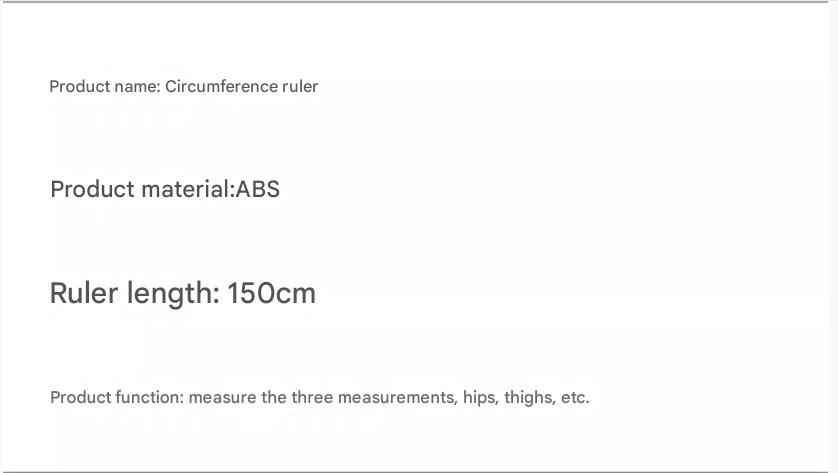 Product name: Circumference ruler
Product material:ABS
Ruler length: 150cm
Product function: measure the three measurements, hips, thighs, etc.